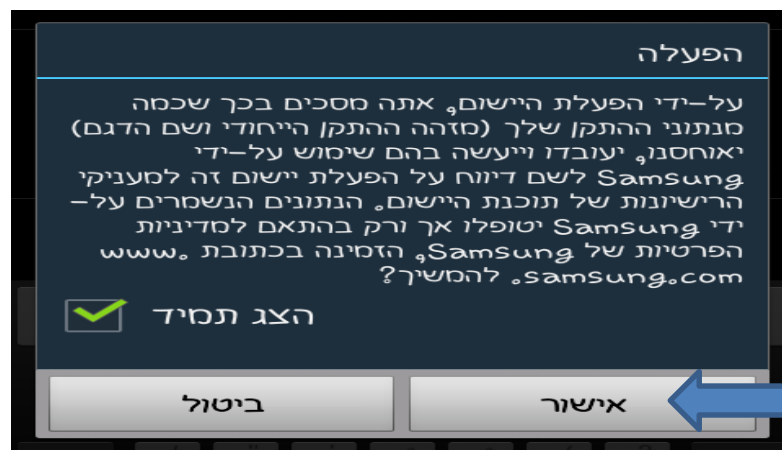 הפעלה
על-ידי הפעלת היישום, אתה מסכים בכך שכמה
מנתוני ההתקן שלך (מזהה ההתקן הייחודי ושם הדגם)
יאוחסנו, יעובדו וייעשה בהם שימוש על-ידי
Samsung לשם דיווח על הפעלת יישום זה למעניקי
הרישיונות של תוכנת היישום. הנתונים הנשמרים על-
ידי Samsung יטופלו אך ורק בהתאם למדיניות
הפרטיות של Samsung, הזמינה בכתובת www.
samsung.com. להמשיך?
הצג תמיד
אישור ביטול